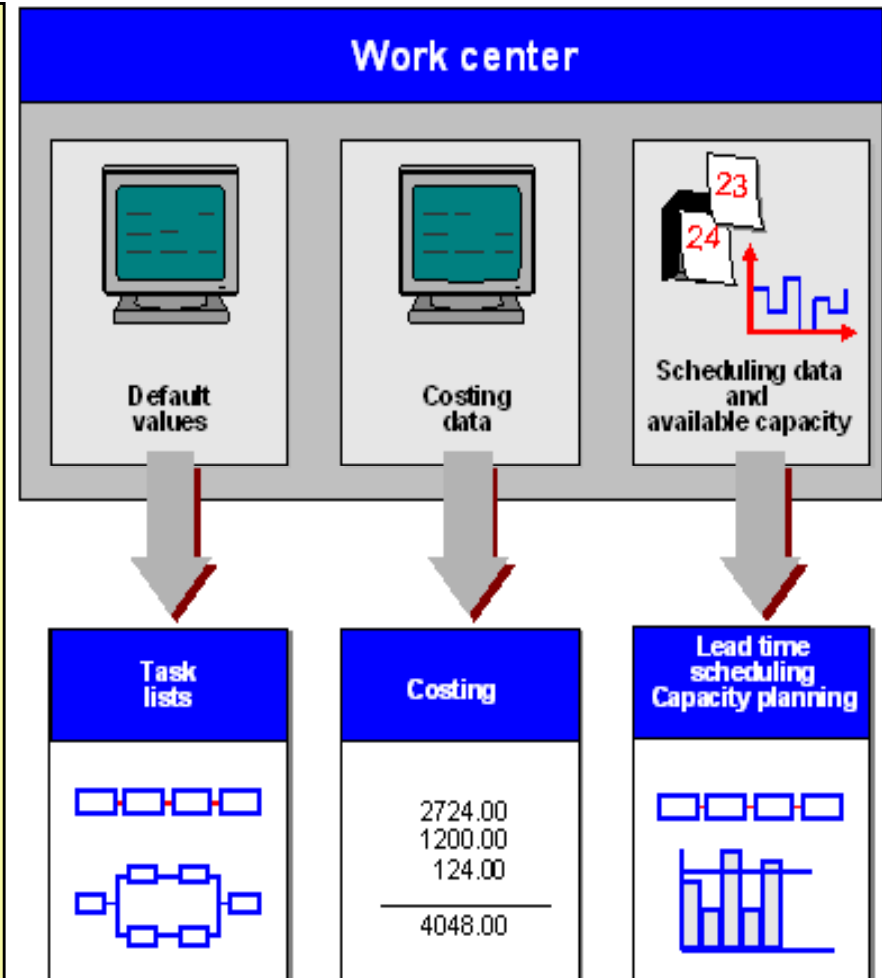 Work center
23
24
Default
values
Costing
data
Scheduling data
and
available capacity
Task
lists
Costing
Lead time
scheduling
Capacity planning
2724.00
1200.00
124.00
4048.00